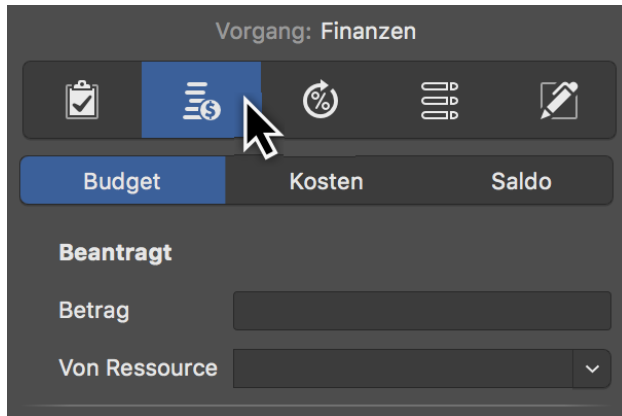 Vorgang: Finanzen
Budget Kosten Saldo
Beantragt
Betrag
Von Ressource